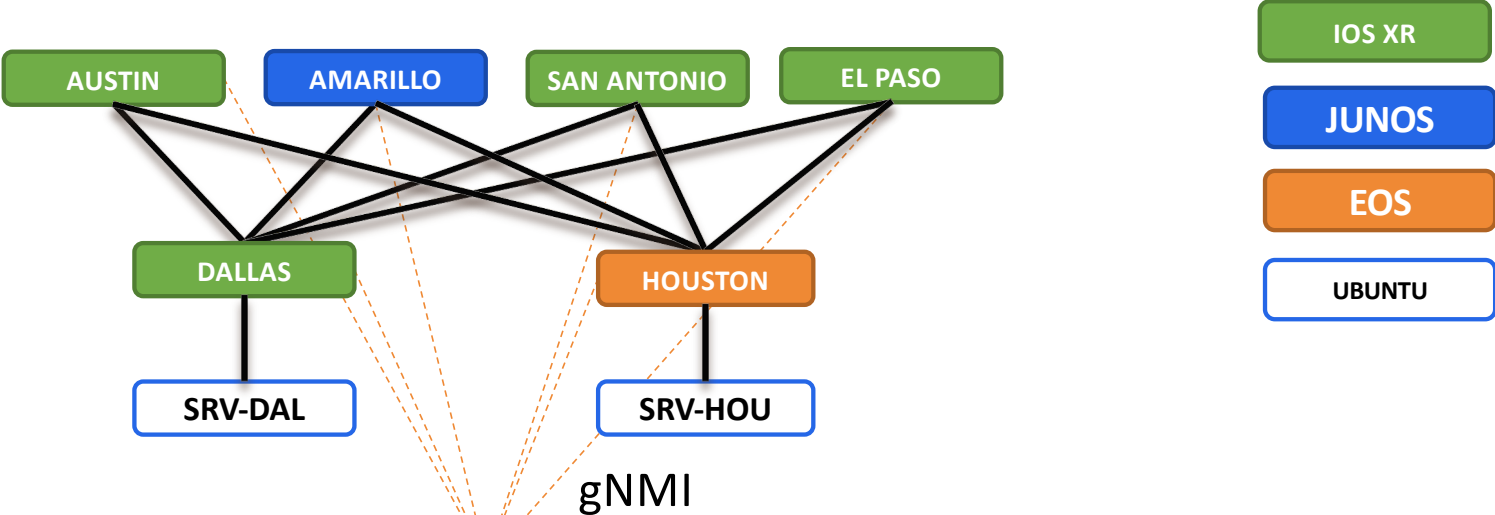 IOS XR
AUSTIN
AMARILLO
SAN ANTONIO
EL PASO
JUNOS
EOS
DALLAS
HOUSTON
UBUNTU
SRV-DAL
SRV-HOU
gNMI